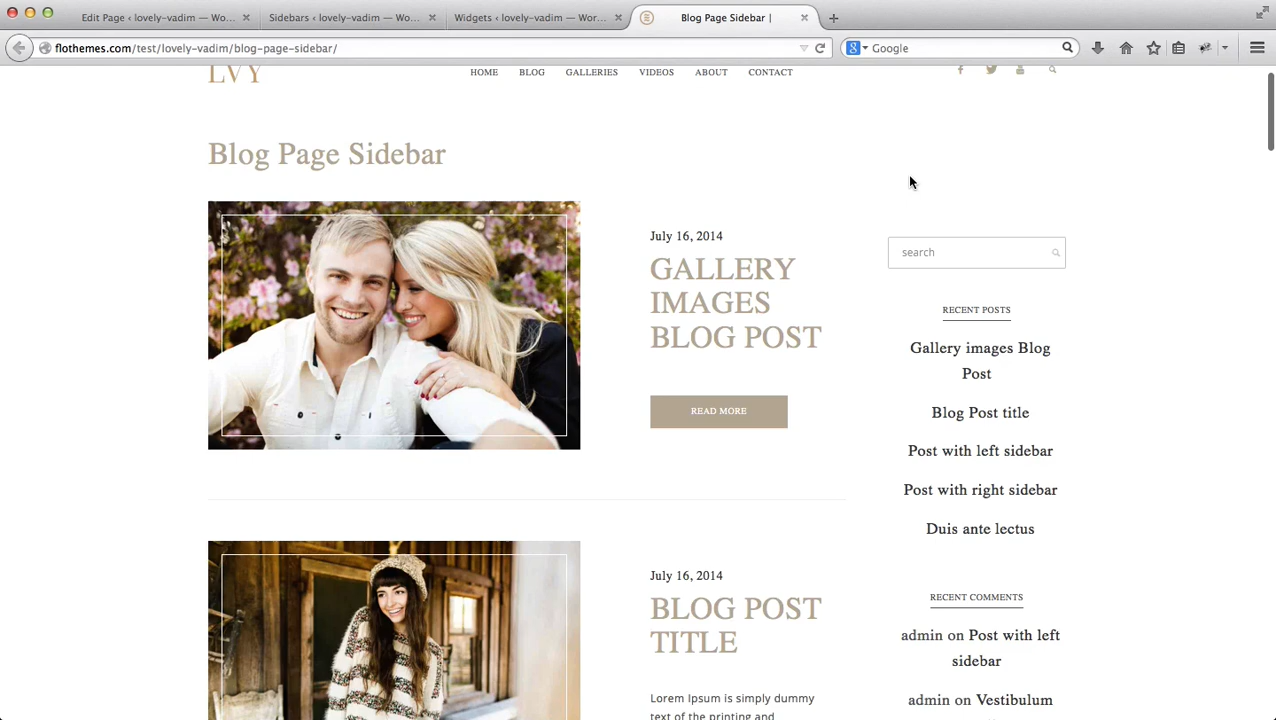 Edit Page ‹ lovely-vadim — Wo...
Sidebars ‹ lovely-vadim — Wo...
Widgets ‹ lovely-vadim — Wor...
Blog Page Sidebar |
flothemes.com/test/lovely-vadim/blog-page-sidebar/
Google
LVY
HOME
BLOG
GALLERIES
VIDEOS
ABOUT
CONTACT
Blog Page Sidebar
July 16, 2014
GALLERY
IMAGES
BLOG POST
READ MORE
July 16, 2014
BLOG POST
TITLE
Lorem Ipsum is simply dummy
text of the printing and
search
RECENT POSTS
Gallery images Blog
Post
Blog Post title
Post with left sidebar
Post with right sidebar
Duis ante lectus
RECENT COMMENTS
admin on Post with left
sidebar
admin on Vestibulum